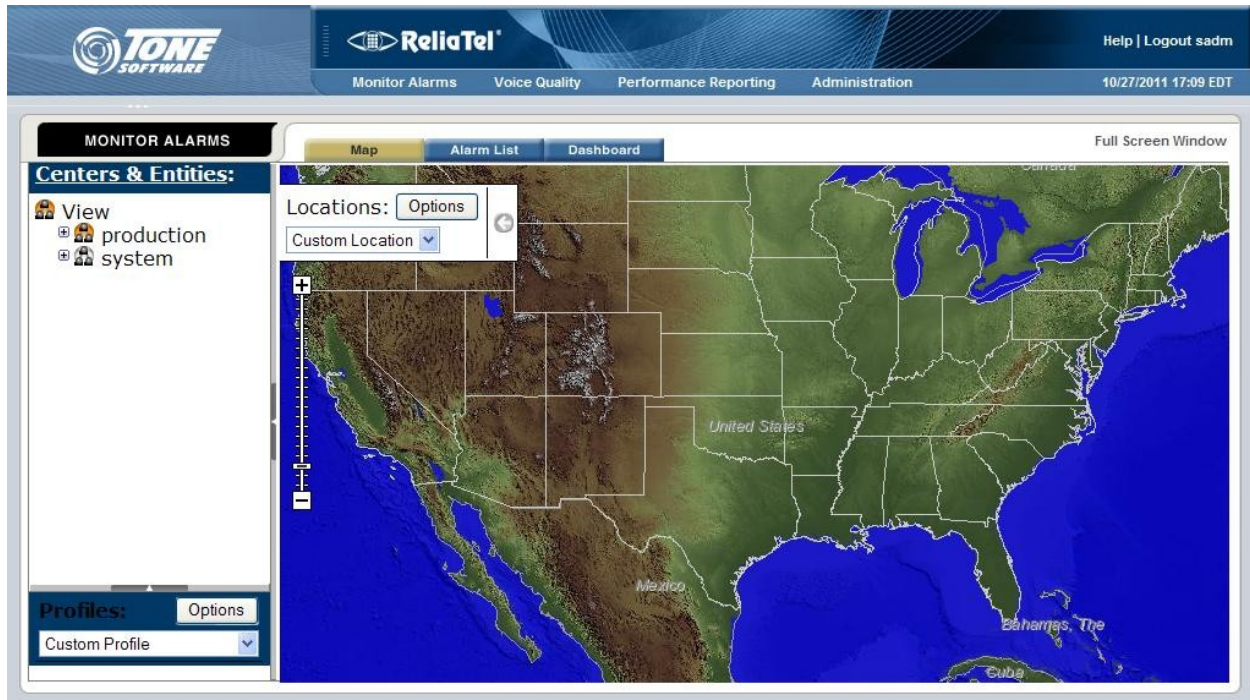 TONE
SOFTWARE
ReliaTel
Help | Logout sadm
Monitor Alarms Voice Quality Performance Reporting Administration 10/27/2011 17:09 EDT
MONITOR ALARMS
Map Alarm List Dashboard
Full Screen Window
Centers & Entities:
View
production
system
Locations: Options
Custom Location
Canada
United States
Mexico
Bahamas, The
Cuba
Profiles: Options
Custom Profile